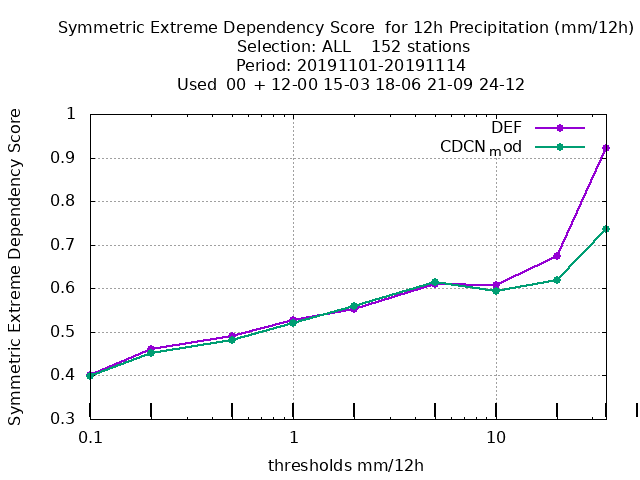 Symmetric Extreme Dependency Score  for 12h Precipitation (mm/12h)
Selection: ALL    152 stations
Period: 20191101-20191114
Used  00 + 12-00 15-03 18-06 21-09 24-12
DEF
CDCNmod
Symmetric Extreme Dependency Score
1
0.9
0.8
0.7
0.6
0.5
0.4
0.3
0.1 1 10
thresholds mm/12h